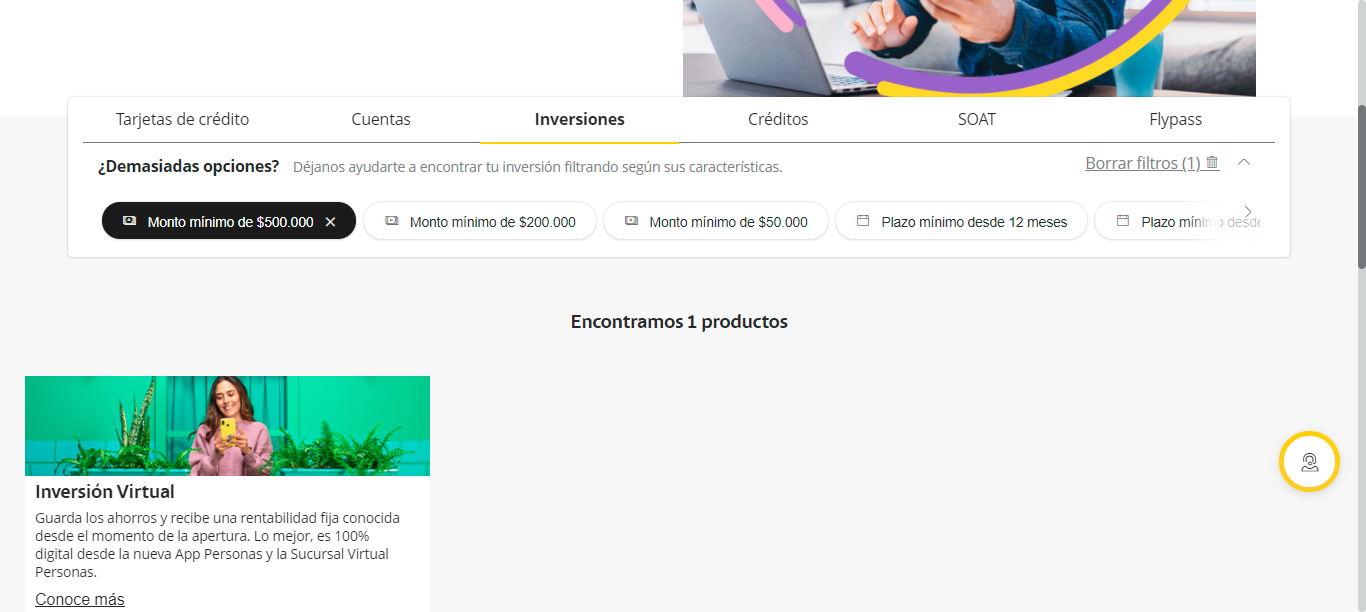 Tarjetas de crédito Cuentas Inversiones Créditos SOAT Flypass
¿Demasiadas opciones? Déjanos ayudarte a encontrar tu inversión filtrando según sus características. Borrar filtros (1)
Monto mínimo de $500.000 Monto mínimo de $200.000 Monto mínimo de $50.000 Plazo mínimo desde 12 meses Plazo mínimo desde
Encontramos 1 productos
Inversión Virtual
Guarda los ahorros y recibe una rentabilidad fija conocida
desde el momento de la apertura. Lo mejor, es 100%
digital desde la nueva App Personas y la Sucursal Virtual
Personas.
Conoce más